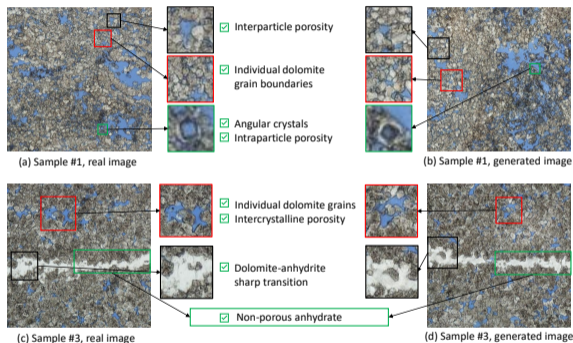 Interparticle porosity
Individual dolomite
grain boundaries
Angular crystals
Intraparticle porosity
(a) Sample #1, real image
(b) Sample #1, generated image
Individual dolomite grains
Intercrystalline porosity
Dolomite-anhydrite
sharp transition
Non-porous anhydrate
(c) Sample #3, real image
(d) Sample #3, generated image